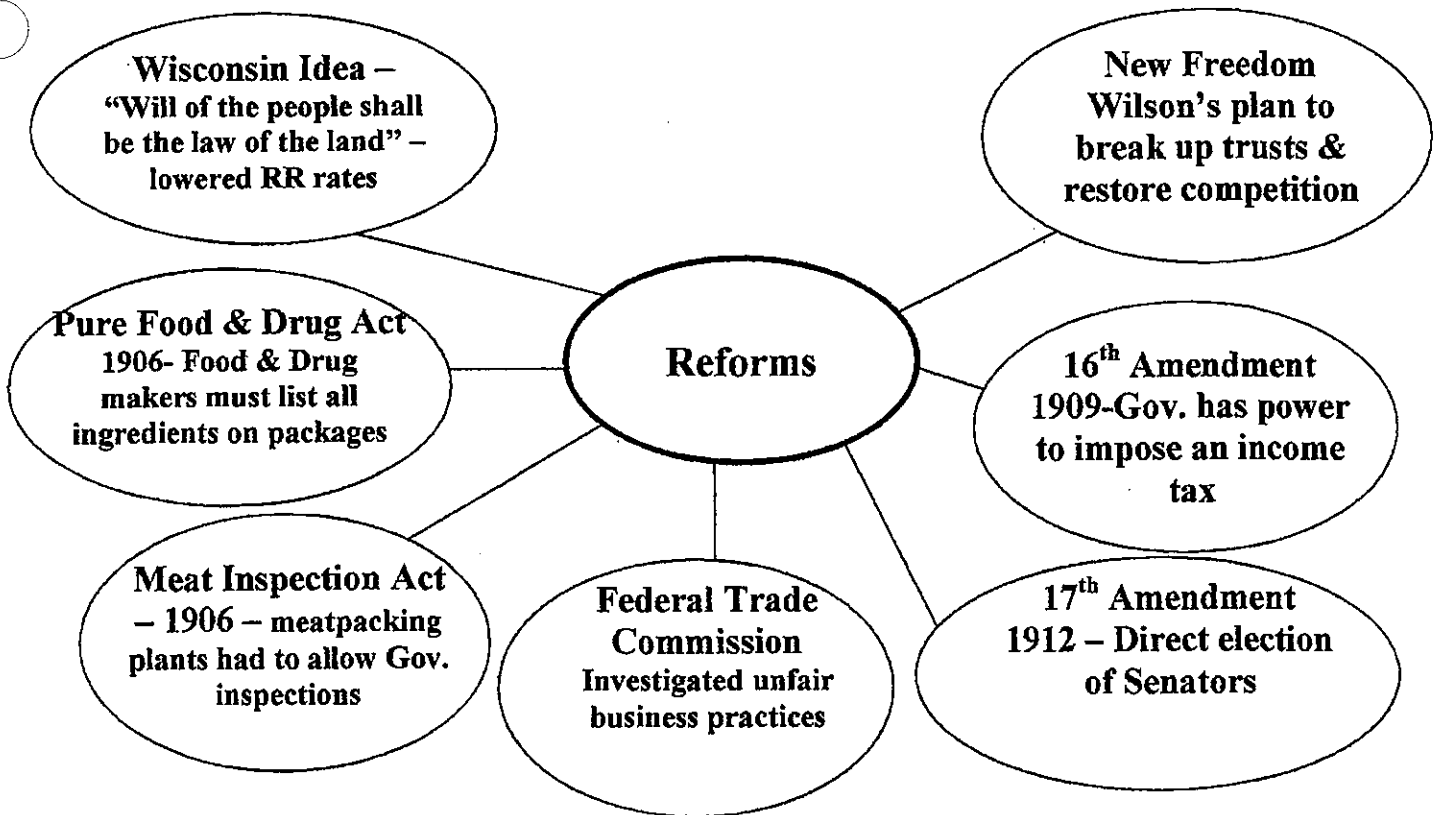 Wisconsin Idea –
“Will of the people shall
be the law of the land” –
lowered RR rates
New Freedom
Wilson’s plan to
break up trusts &
restore competition
Pure Food & Drug Act
1906- Food & Drug
makers must list all
ingredients on packages
Reforms
16th Amendment
1909-Gov. has power
to impose an income
tax
Meat Inspection Act
– 1906 – meatpacking
plants had to allow Gov.
inspections
Federal Trade
Commission
Investigated unfair
business practices
17th Amendment
1912 – Direct election
of Senators